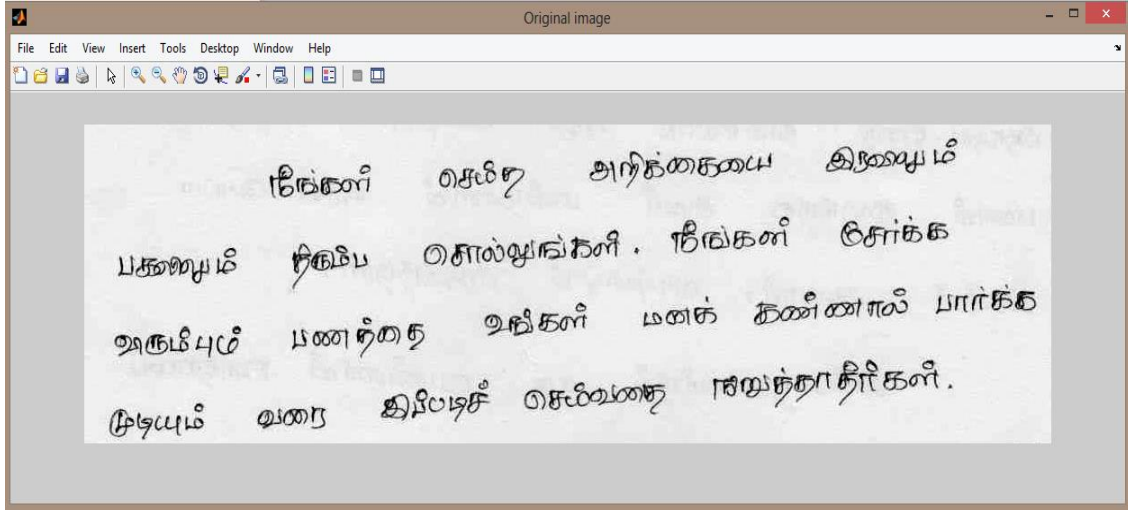 Original image
File Edit View Insert Tools Desktop Window Help
நீங்கள் செய்த அறிக்கையை இரவையும்
பகலையும் திரும்ப சொல்லுங்கள். நீங்கள் சேர்க்க
விரும்பும் பணத்தை உங்கள் மனக் கண்ணால் பார்க்க
முடியும் வரை இப்படிச் செய்வதை நிறுத்தாதீர்கள்.